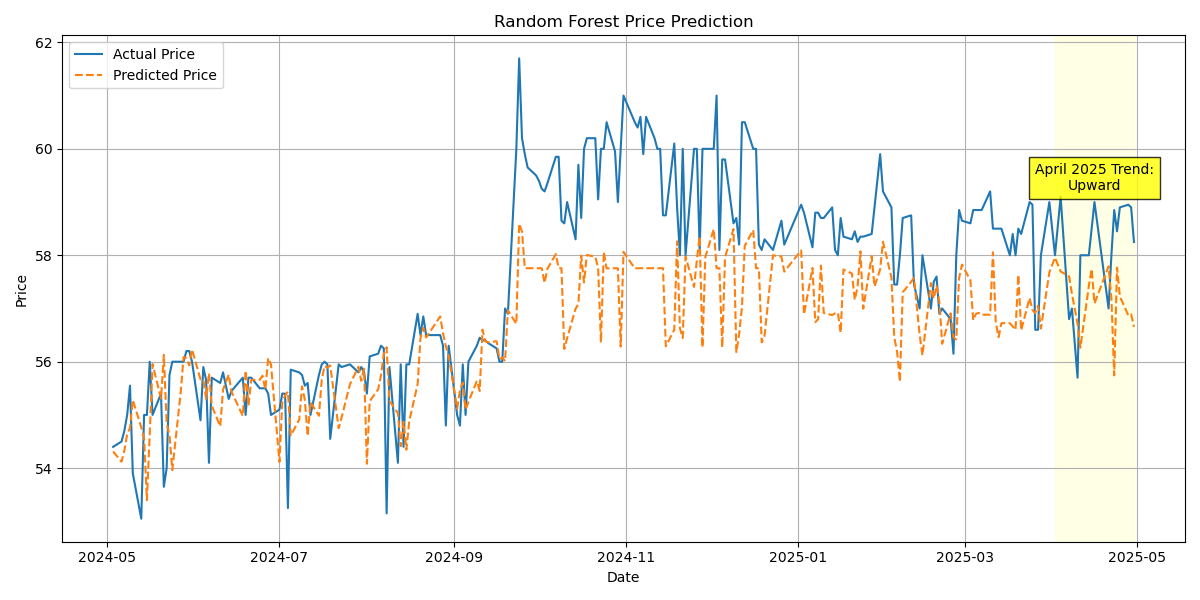 Random Forest Price Prediction
Actual Price
Predicted Price
April 2025 Trend:
Upward
Price
62
60
58
56
54
2024-05
2024-07
2024-09
2024-11
2025-01
2025-03
2025-05
Date